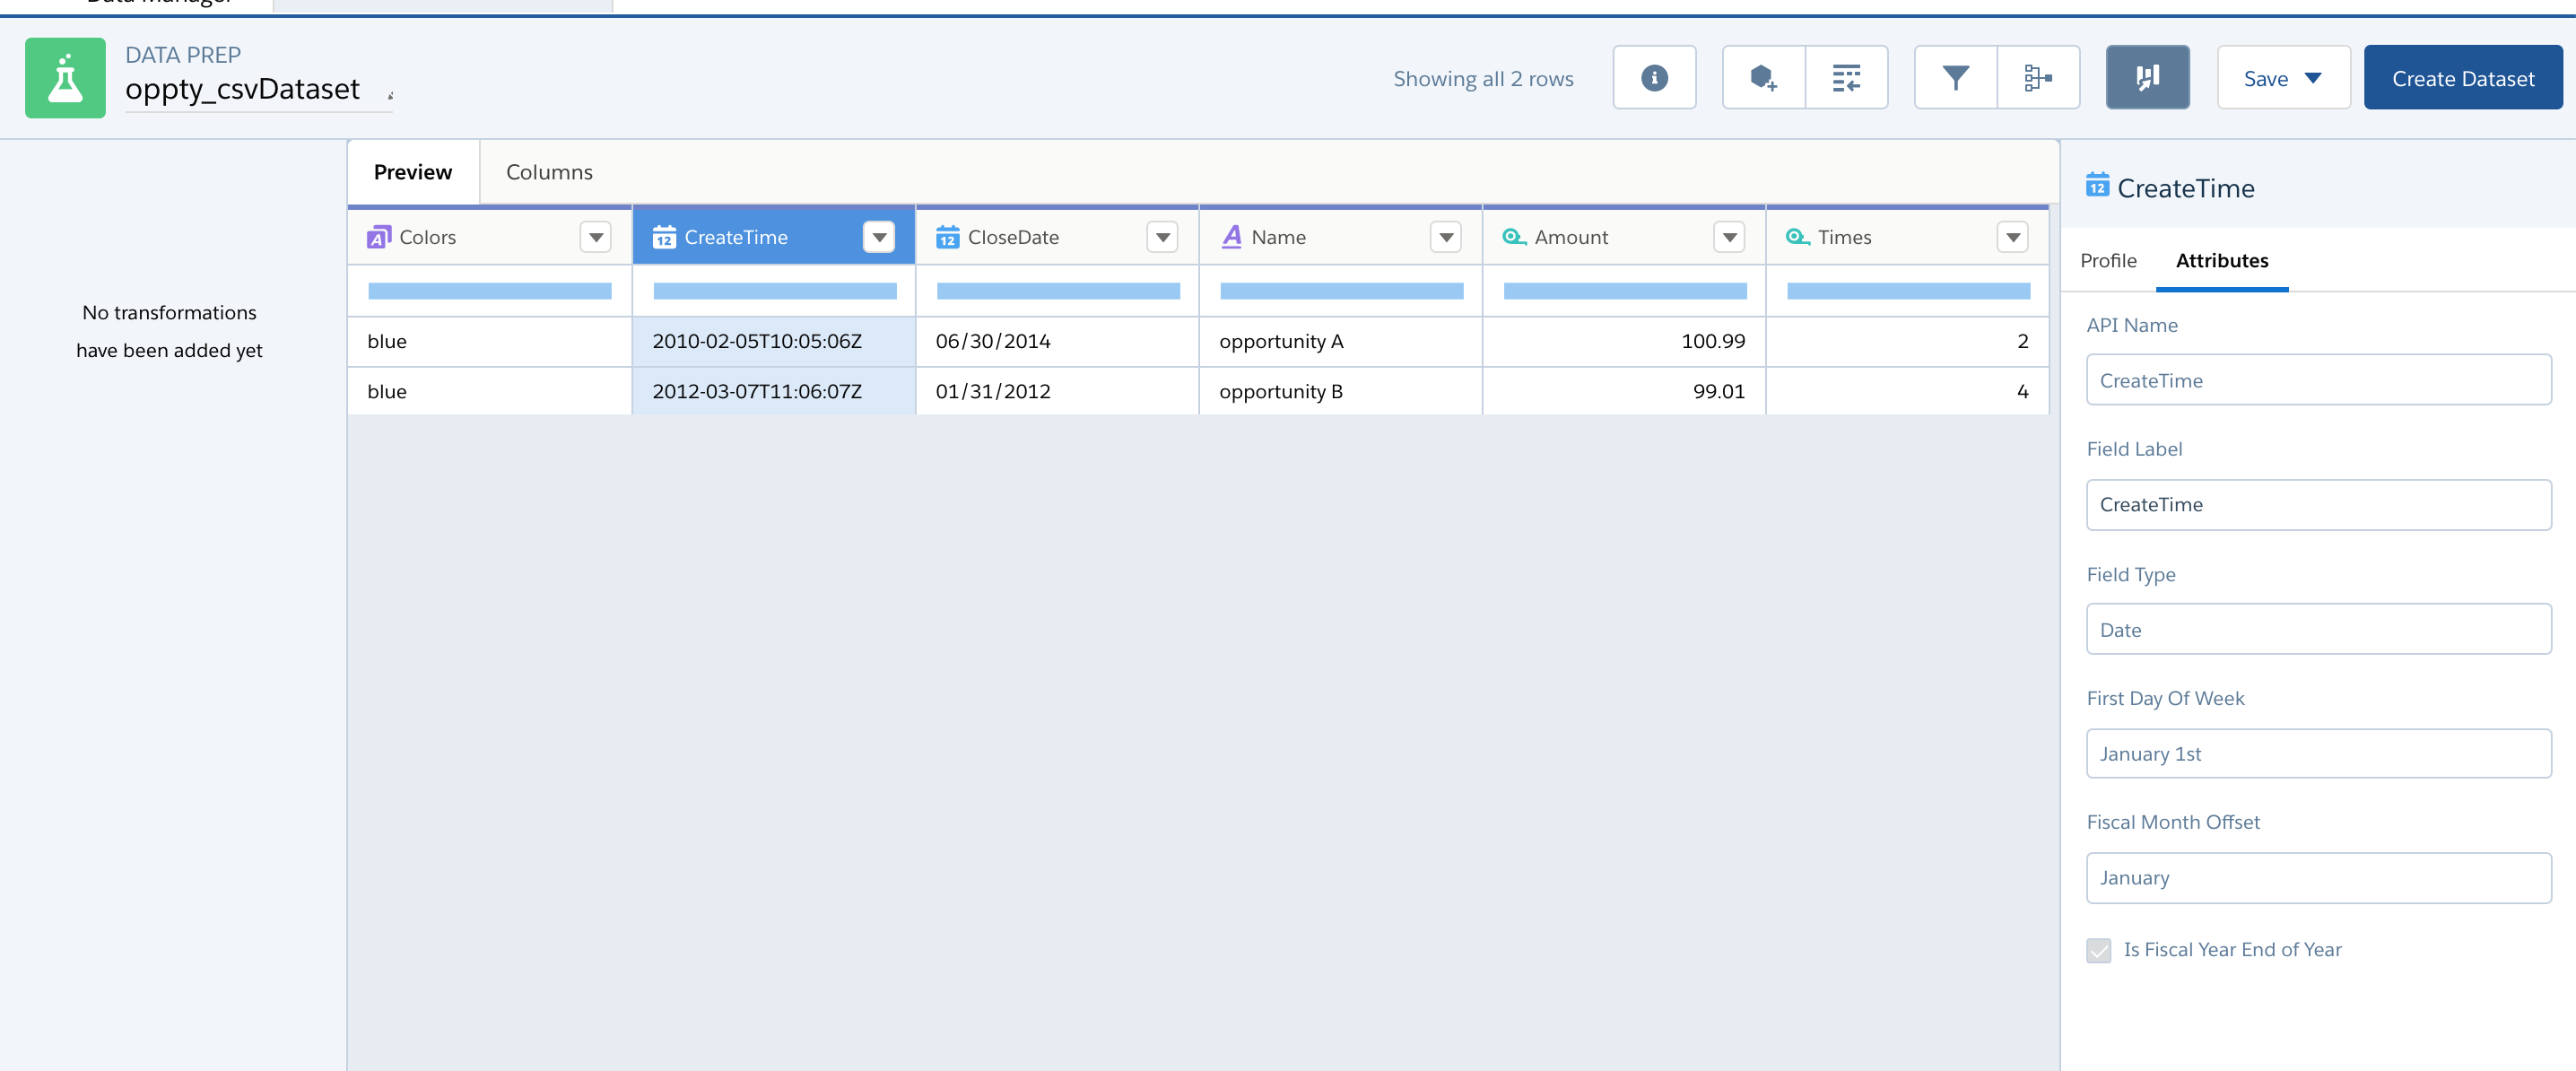 Data Manager
DATA PREP
oppty_csvDataset
Showing all 2 rows
Save
Create Dataset
No transformations
have been added yet
Preview Columns
Colors CreateTime CloseDate Name Amount Times
blue 2010-02-05T10:05:06Z 06/30/2014 opportunity A 100.99 2
blue 2012-03-07T11:06:07Z 01/31/2012 opportunity B 99.01 4
12 CreateTime
Profile Attributes
API Name
CreateTime
Field Label
CreateTime
Field Type
Date
First Day Of Week
January 1st
Fiscal Month Offset
January
Is Fiscal Year End of Year